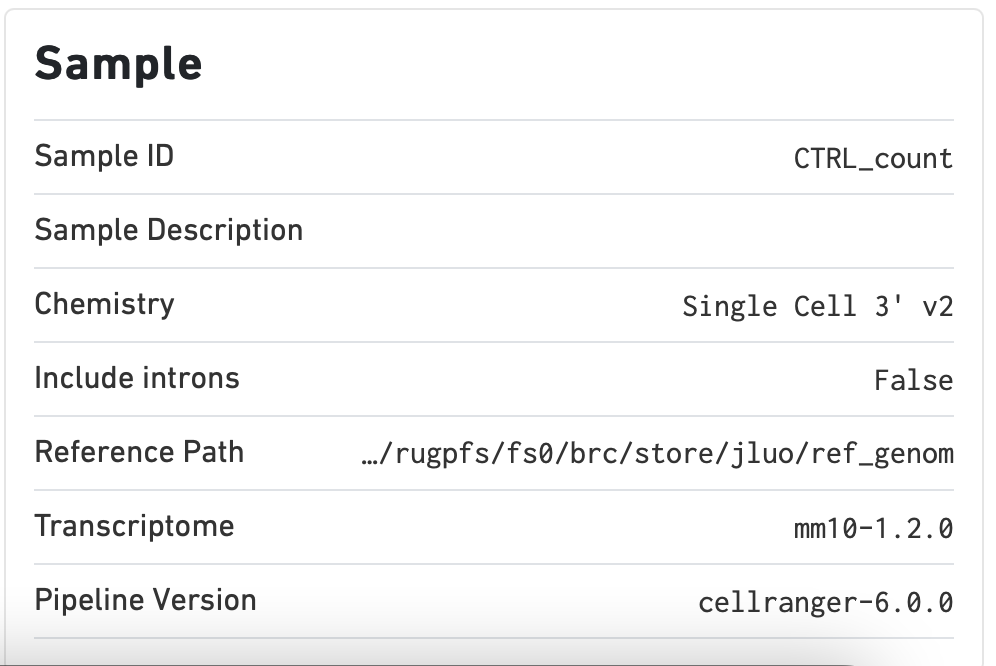 Sample
Sample ID CTRL_count
Sample Description
Chemistry Single Cell 3' v2
Include introns False
Reference Path …/rugpfs/fs0/brc/store/jluo/ref_genom
Transcriptome mm10-1.2.0
Pipeline Version cellranger-6.0.0